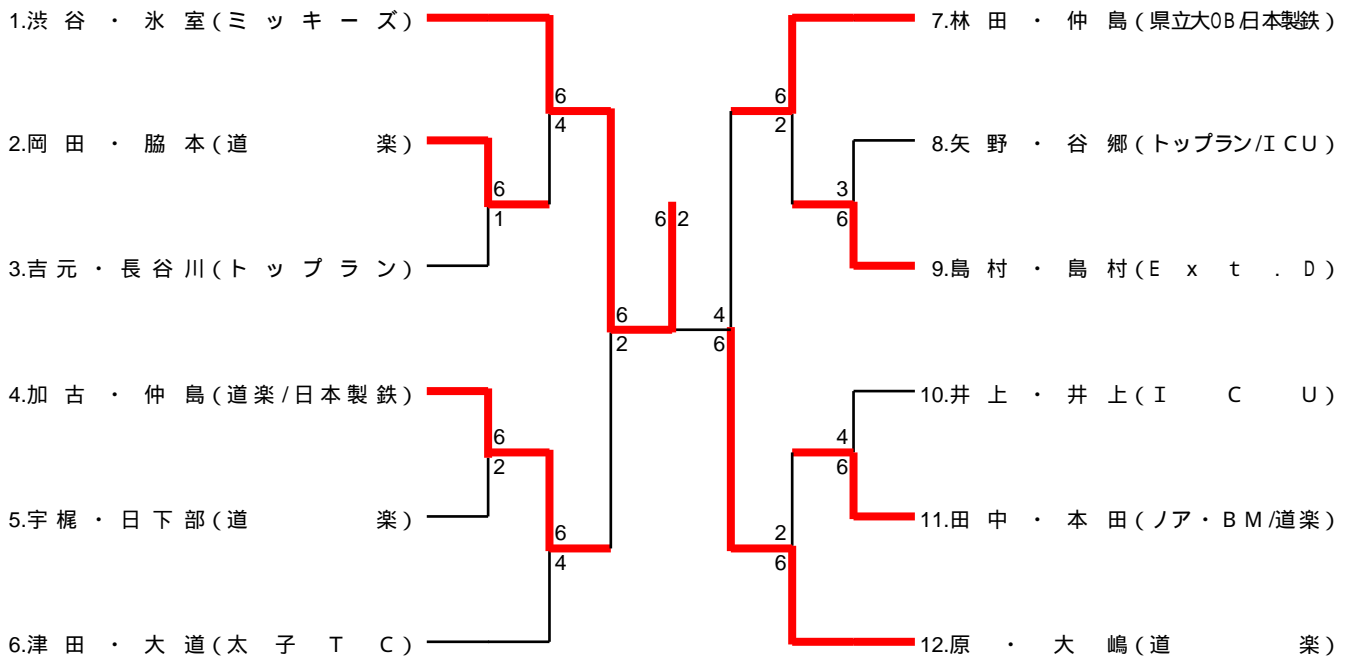 1.渋谷・氷室(ミッキーズ)
2.岡田・脇本(道楽)
3.吉元・長谷川(トップラン)
4.加古・仲島(道楽/日本製鉄)
5.宇梶・日下部(道楽)
6.津田・大道(太子TC)
6
4
6
1
6
2
6
2
6
4
6 2
4
6
6
2
3
6
4
6
2
6
7.林田・仲島(県立大OB/日本製鉄)
8.矢野・谷郷(トップラン/ICU)
9.島村・島村(Ext.D)
10.井上・井上(ICU)
11.田中・本田(ノア・BM/道楽)
12.原・大嶋(道楽)